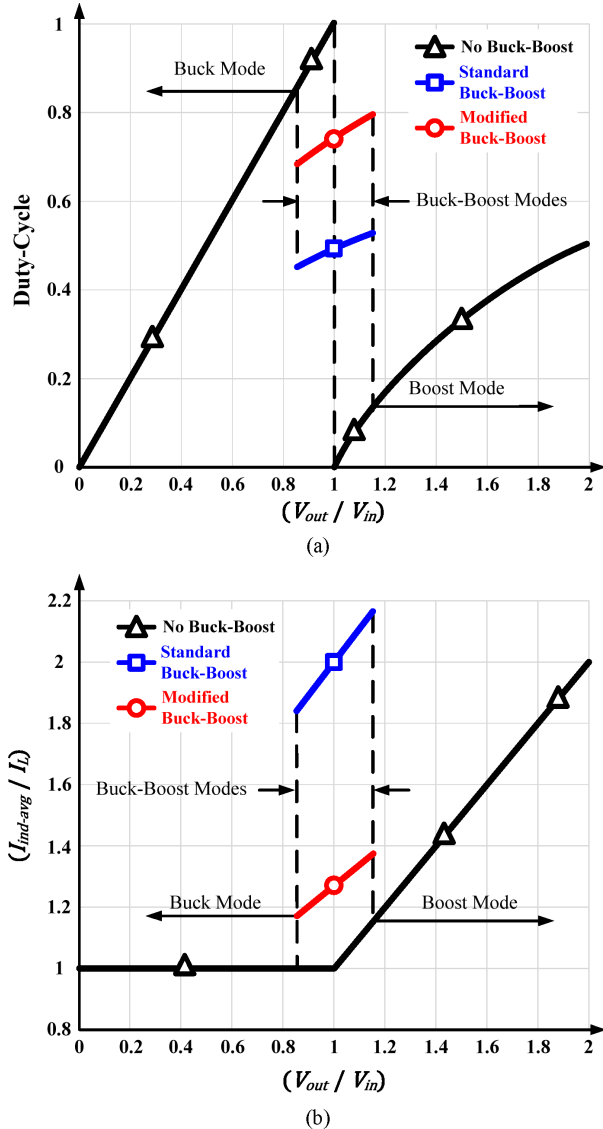 1
0.8
0.6
0.4
0.2
0
Duty-Cycle
Buck Mode
No Buck-Boost
Standard
Buck-Boost
Modified
Buck-Boost
Buck-Boost Modes
Boost Mode
0 0.2 0.4 0.6 0.8 1 1.2 1.4 1.6 1.8 2
(Vout / Vin)
(a)
2.2
2
1.8
1.6
1.4
1.2
1
0.8
(Iind-avg / IL)
No Buck-Boost
Standard
Buck-Boost
Modified
Buck-Boost
Buck-Boost Modes
Buck Mode
Boost Mode
0 0.2 0.4 0.6 0.8 1 1.2 1.4 1.6 1.8 2
(Vout / Vin)
(b)